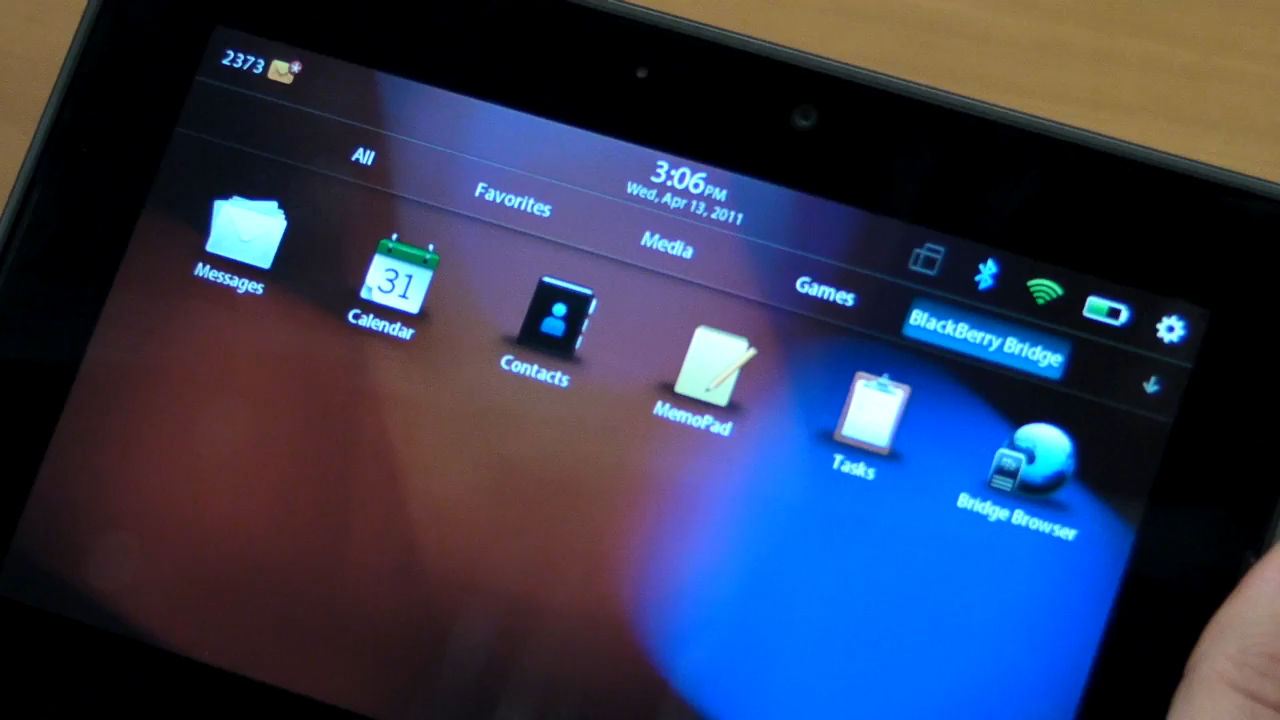 2373
3:06PM
Wed, Apr 13, 2011
All
Favorites
Media
Games
BlackBerry Bridge
Messages
31
Calendar
Contacts
MemoPad
Tasks
Bridge Browser